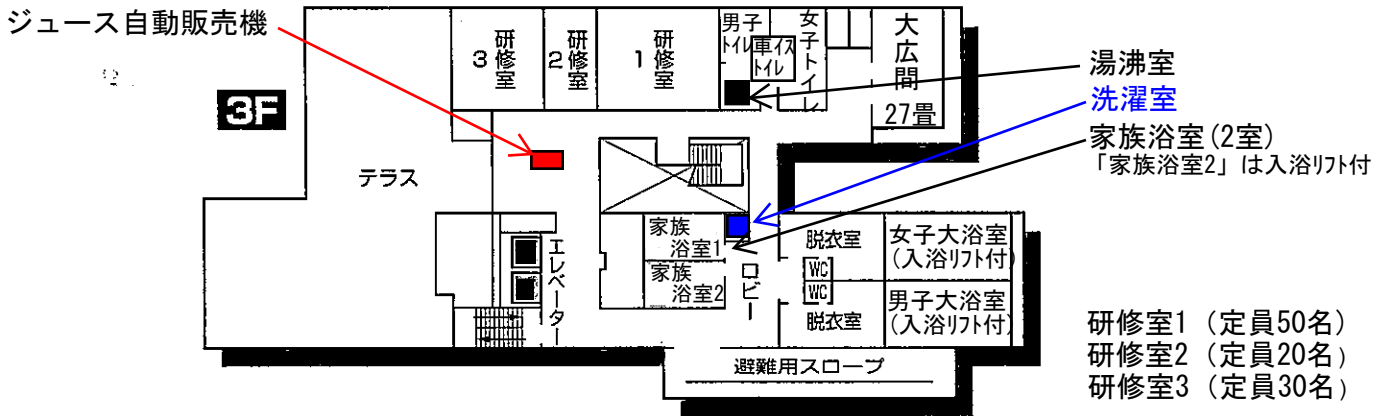 ジュース自動販売機
3F
研修室3
研修室2
研修室1
男子トイレ
車イストイレ
女子トイレ
大広間
27畳
湯沸室
洗濯室
家族浴室(2室)
「家族浴室2」は入浴リフト付
テラス
エレベーター
家族
浴室1
家族
浴室2
ロビー
脱衣室
WC
WC
脱衣室
女子大浴室
(入浴リフト付)
男子大浴室
(入浴リフト付)
避難用スロープ
研修室1 (定員50名)
研修室2 (定員20名)
研修室3 (定員30名)